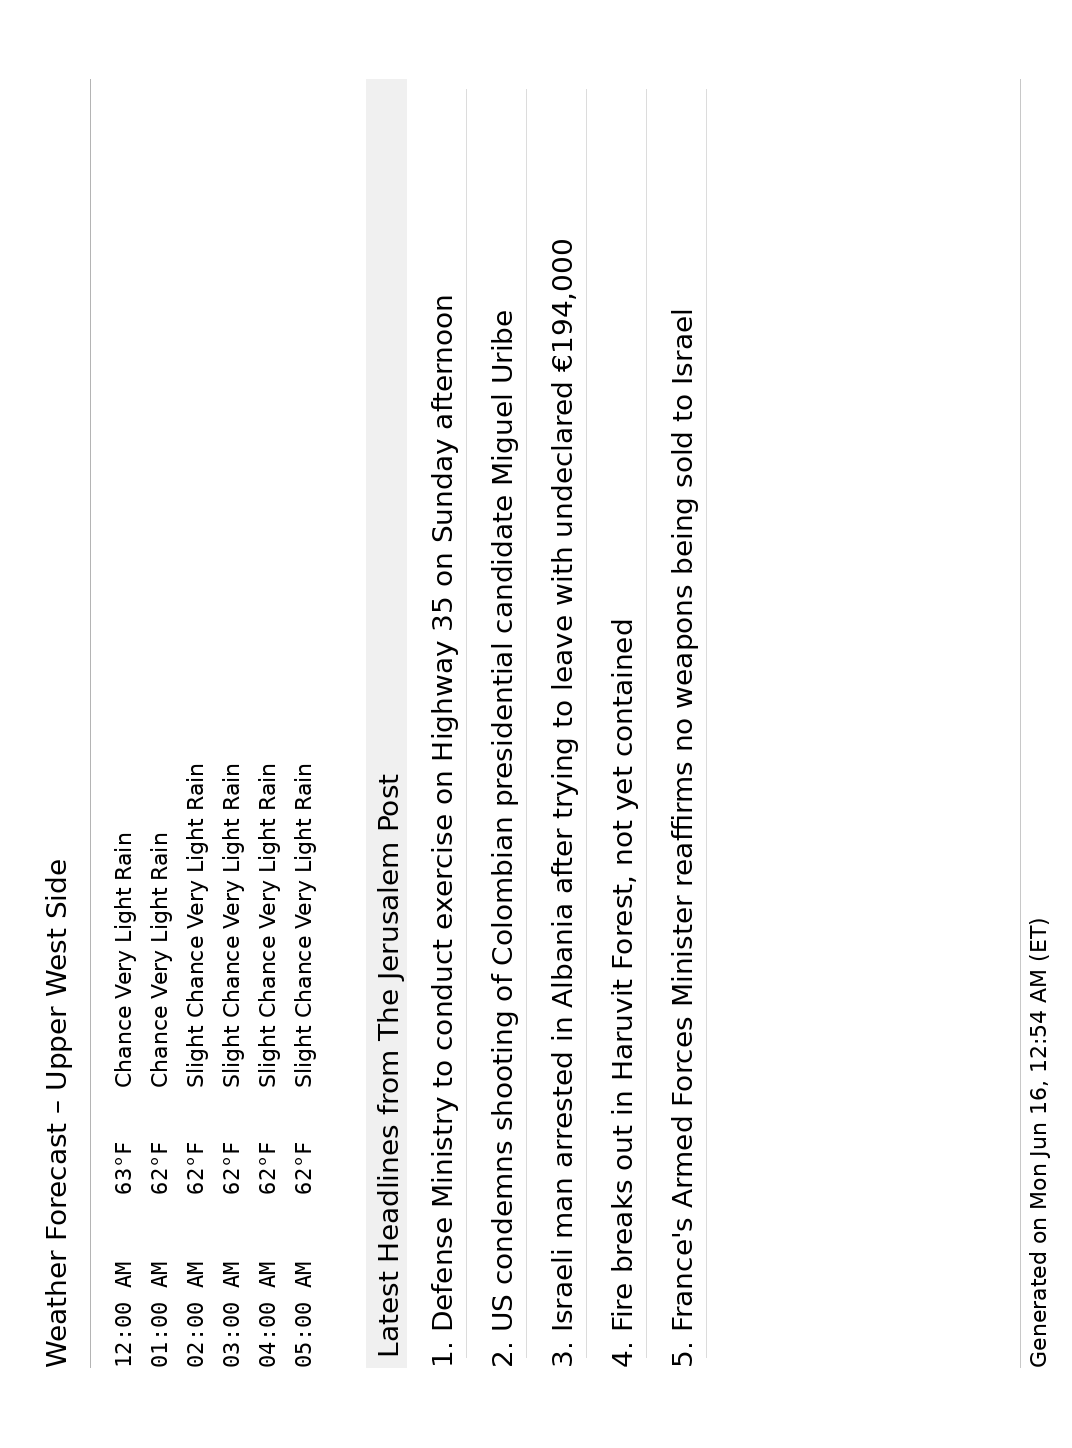 Weather Forecast – Upper West Side
12:00 AM 63°F Chance Very Light Rain
01:00 AM 62°F Chance Very Light Rain
02:00 AM 62°F Slight Chance Very Light Rain
03:00 AM 62°F Slight Chance Very Light Rain
04:00 AM 62°F Slight Chance Very Light Rain
05:00 AM 62°F Slight Chance Very Light Rain
Latest Headlines from The Jerusalem Post
1. Defense Ministry to conduct exercise on Highway 35 on Sunday afternoon
2. US condemns shooting of Colombian presidential candidate Miguel Uribe
3. Israeli man arrested in Albania after trying to leave with undeclared €194,000
4. Fire breaks out in Haruvit Forest, not yet contained
5. France's Armed Forces Minister reaffirms no weapons being sold to Israel
Generated on Mon Jun 16, 12:54 AM (ET)